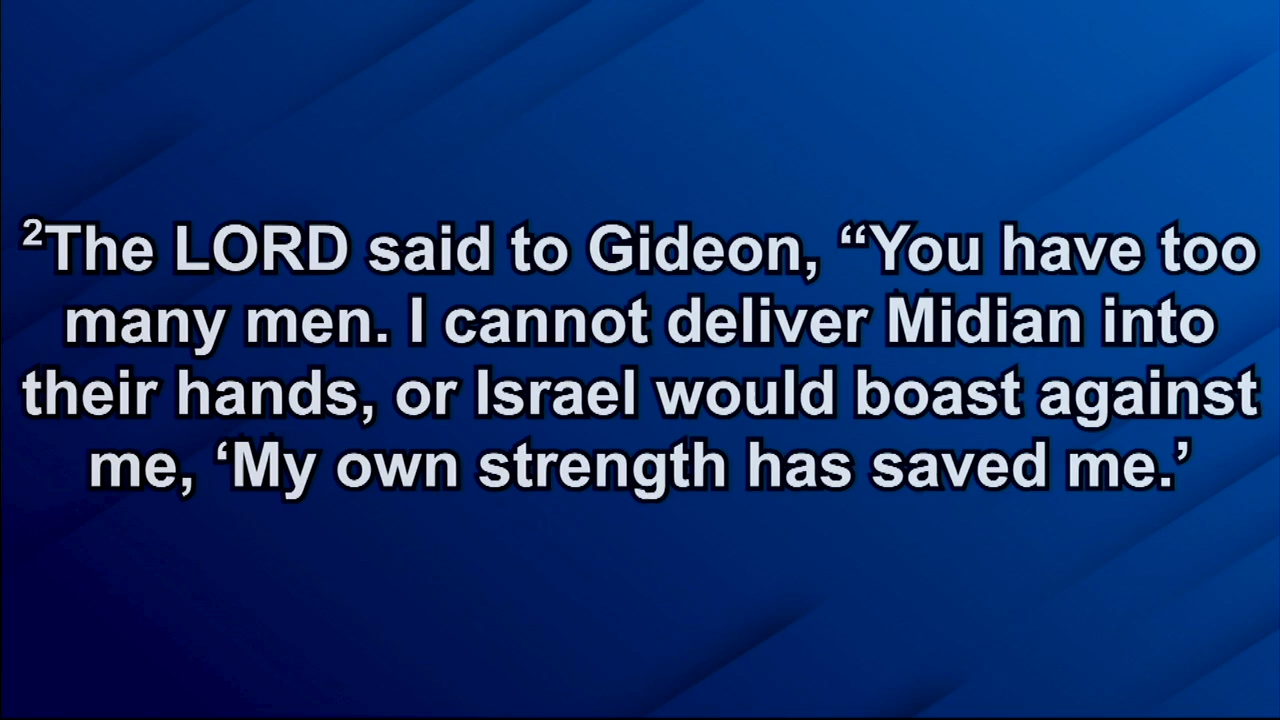 ²The LORD said to Gideon, “You have too
many men. I cannot deliver Midian into
their hands, or Israel would boast against
me, ‘My own strength has saved me.’